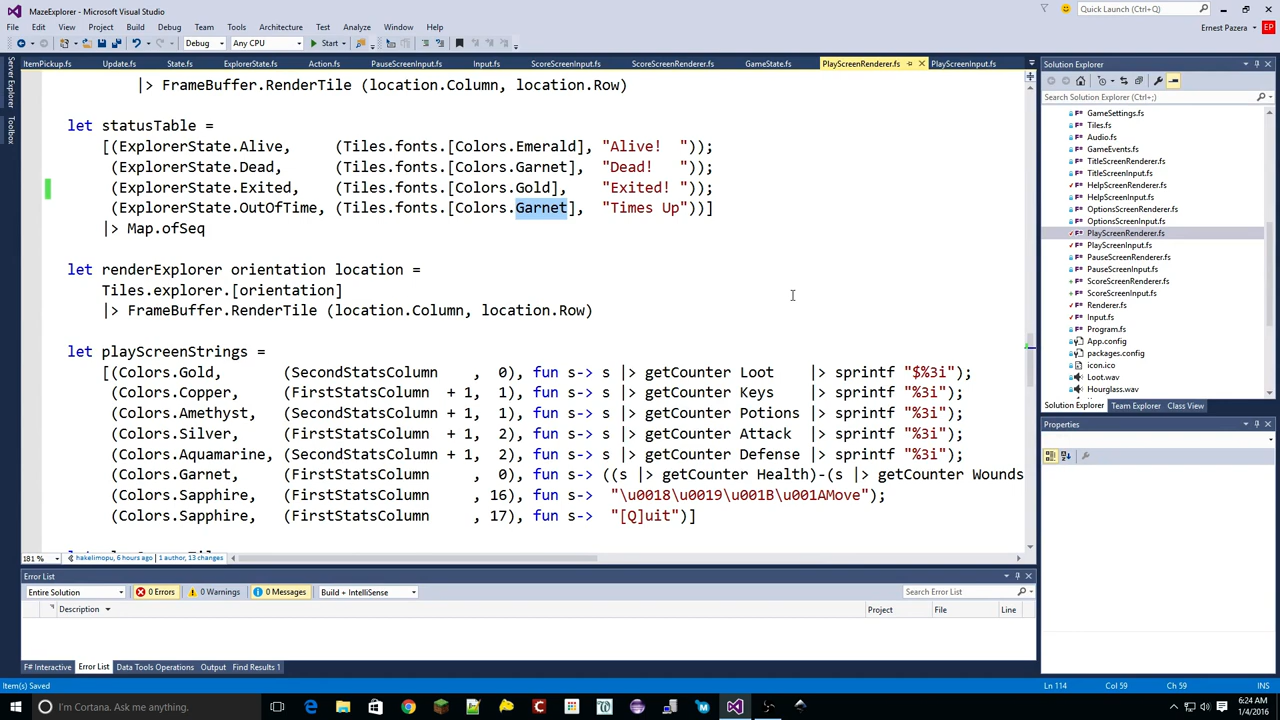 MazeExplorer - Microsoft Visual Studio
Quick Launch (Ctrl+Q)
File Edit View Project Build Debug Team Tools Architecture Test Analyze Window Help
Ernest Pazera EP
Debug Any CPU Start
ItemPickup.fs Update.fs State.fs ExplorerState.fs Action.fs PauseScreenInput.fs Input.fs ScoreScreenInput.fs ScoreScreenRenderer.fs GameState.fs PlayScreenRenderer.fs PlayScreenInput.fs
Server Explorer
Toolbox
|> FrameBuffer.RenderTile (location.Column, location.Row)
let statusTable =
[(ExplorerState.Alive, (Tiles.fonts.[Colors.Emerald], "Alive! "));
(ExplorerState.Dead, (Tiles.fonts.[Colors.Garnet], "Dead! "));
(ExplorerState.Exited, (Tiles.fonts.[Colors.Gold], "Exited! "));
(ExplorerState.OutOfTime, (Tiles.fonts.[Colors.Garnet], "Times Up"))]
|> Map.ofSeq
let renderExplorer orientation location =
Tiles.explorer.[orientation]
|> FrameBuffer.RenderTile (location.Column, location.Row)
let playScreenStrings =
[(Colors.Gold, (SecondStatsColumn , 0), fun s-> s |> getCounter Loot |> sprintf "$%3i");
(Colors.Copper, (FirstStatsColumn + 1, 1), fun s-> s |> getCounter Keys |> sprintf "%3i");
(Colors.Amethyst, (SecondStatsColumn + 1, 1), fun s-> s |> getCounter Potions |> sprintf "%3i");
(Colors.Silver, (FirstStatsColumn + 1, 2), fun s-> s |> getCounter Attack |> sprintf "%3i");
(Colors.Aquamarine, (SecondStatsColumn + 1, 2), fun s-> s |> getCounter Defense |> sprintf "%3i");
(Colors.Garnet, (FirstStatsColumn , 0), fun s-> ((s |> getCounter Health)-(s |> getCounter Wounds
(Colors.Sapphire, (FirstStatsColumn , 16), fun s-> "\u0018\u0019\u001B\u001AMove");
(Colors.Sapphire, (FirstStatsColumn , 17), fun s-> "[Q]uit")]
181 % hakelimopu, 6 hours ago | 1 author, 13 changes
Solution Explorer
Search Solution Explorer (Ctrl+;)
GameSettings.fs
Tiles.fs
Audio.fs
GameEvents.fs
TitleScreenRenderer.fs
TitleScreenInput.fs
HelpScreenRenderer.fs
HelpScreenInput.fs
OptionsScreenRenderer.fs
OptionsScreenInput.fs
PlayScreenRenderer.fs
PlayScreenInput.fs
PauseScreenRenderer.fs
PauseScreenInput.fs
ScoreScreenRenderer.fs
ScoreScreenInput.fs
Renderer.fs
Input.fs
Program.fs
App.config
packages.config
icon.ico
Loot.wav
Hourglass.wav
Solution Explorer Team Explorer Class View
Properties
Error List
Entire Solution 0 Errors 0 Warnings 0 Messages Build + IntelliSense Search Error List
Description Project File Line
F# Interactive Error List Data Tools Operations Output Find Results 1
Item(s) Saved Ln 114 Col 59 Ch 59 INS
I'm Cortana. Ask me anything.
6:24 AM
1/4/2016